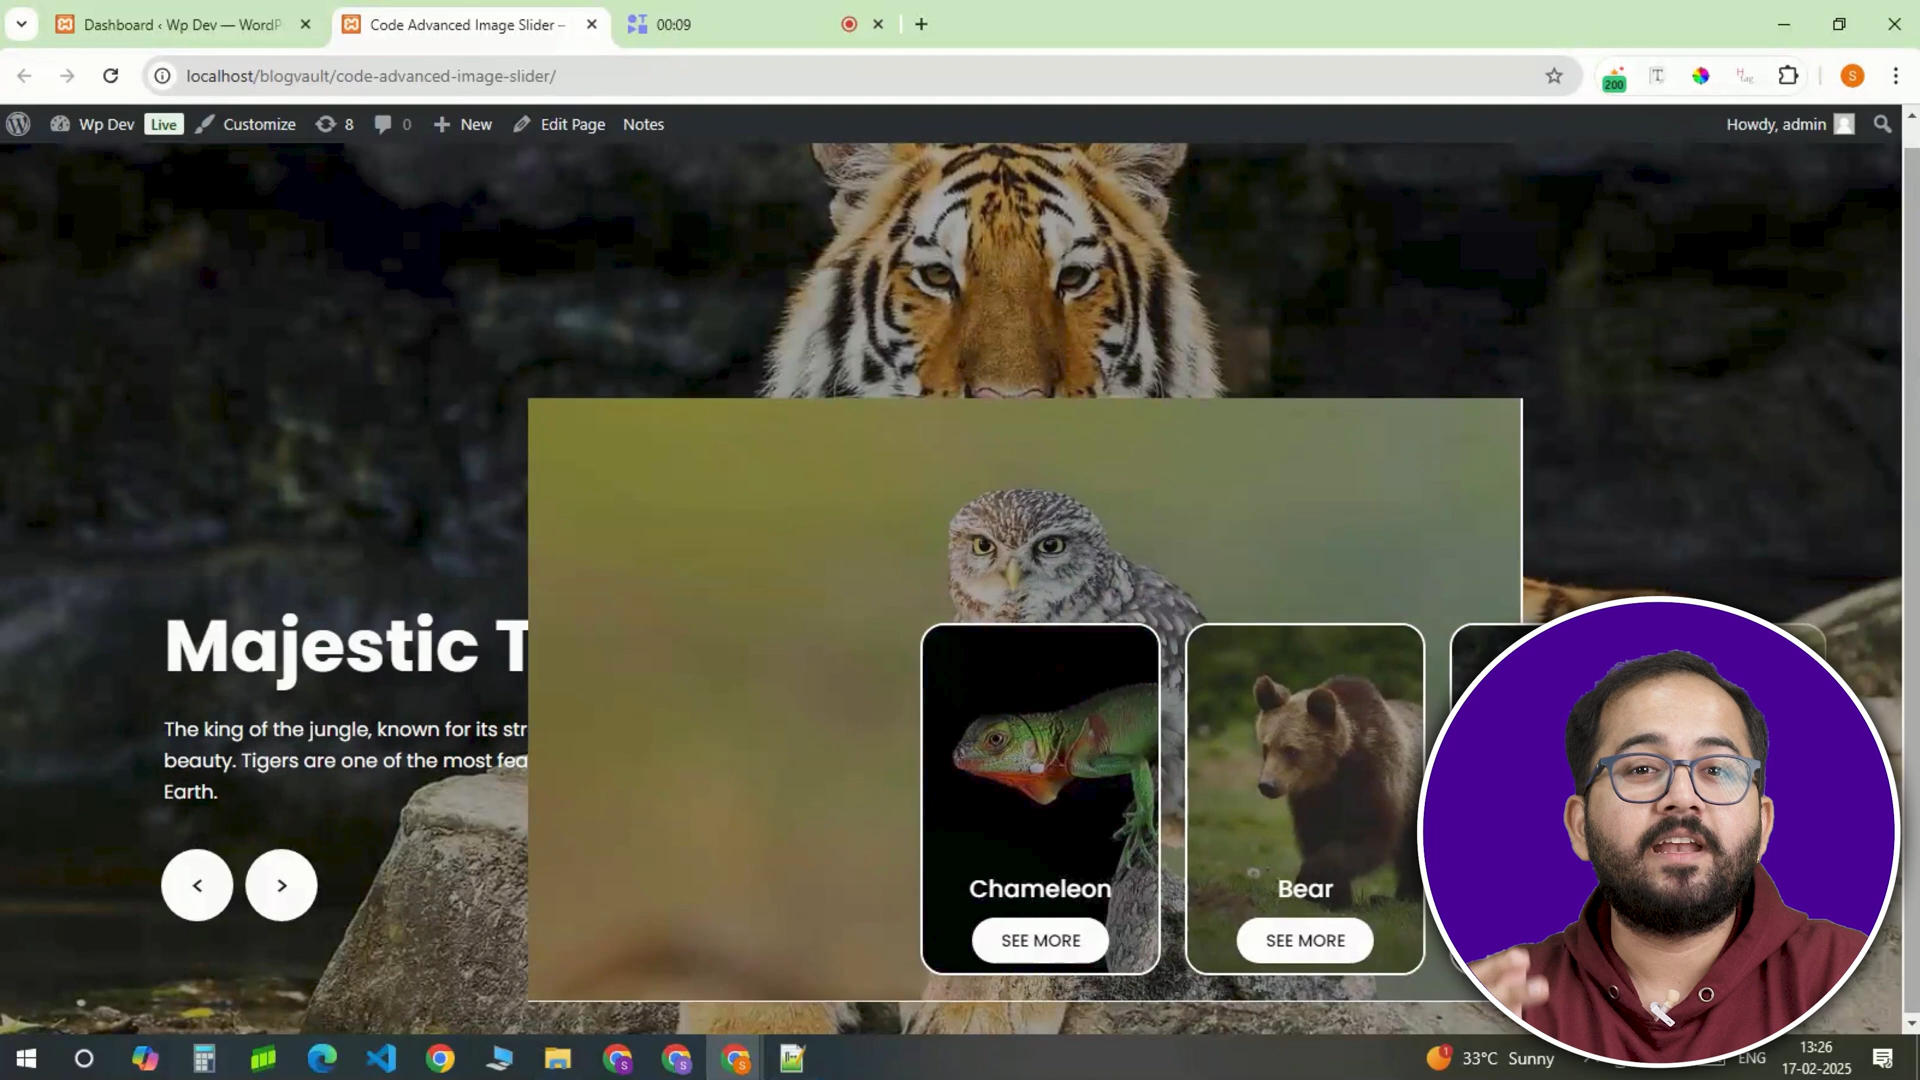 Dashboard ‹ Wp Dev — WordP
Code Advanced Image Slider –
00:09
localhost/blogvault/code-advanced-image-slider/
200
T
H
tag
S
Wp Dev
Live
Customize
8
0
New
Edit Page
Notes
Howdy, admin
Majestic T
The king of the jungle, known for its str
beauty. Tigers are one of the most fea
Earth.
<
>
Chameleon
SEE MORE
Bear
SEE MORE
33°C Sunny
ENG
13:26
17-02-2025